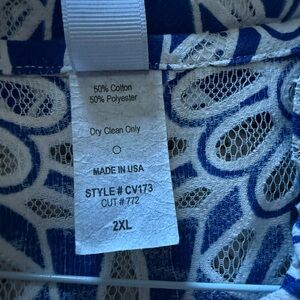 50% Cotton
50% Polyester
Dry Clean Only
MADE IN USA
STYLE # CV173
CUT # 772
2XL